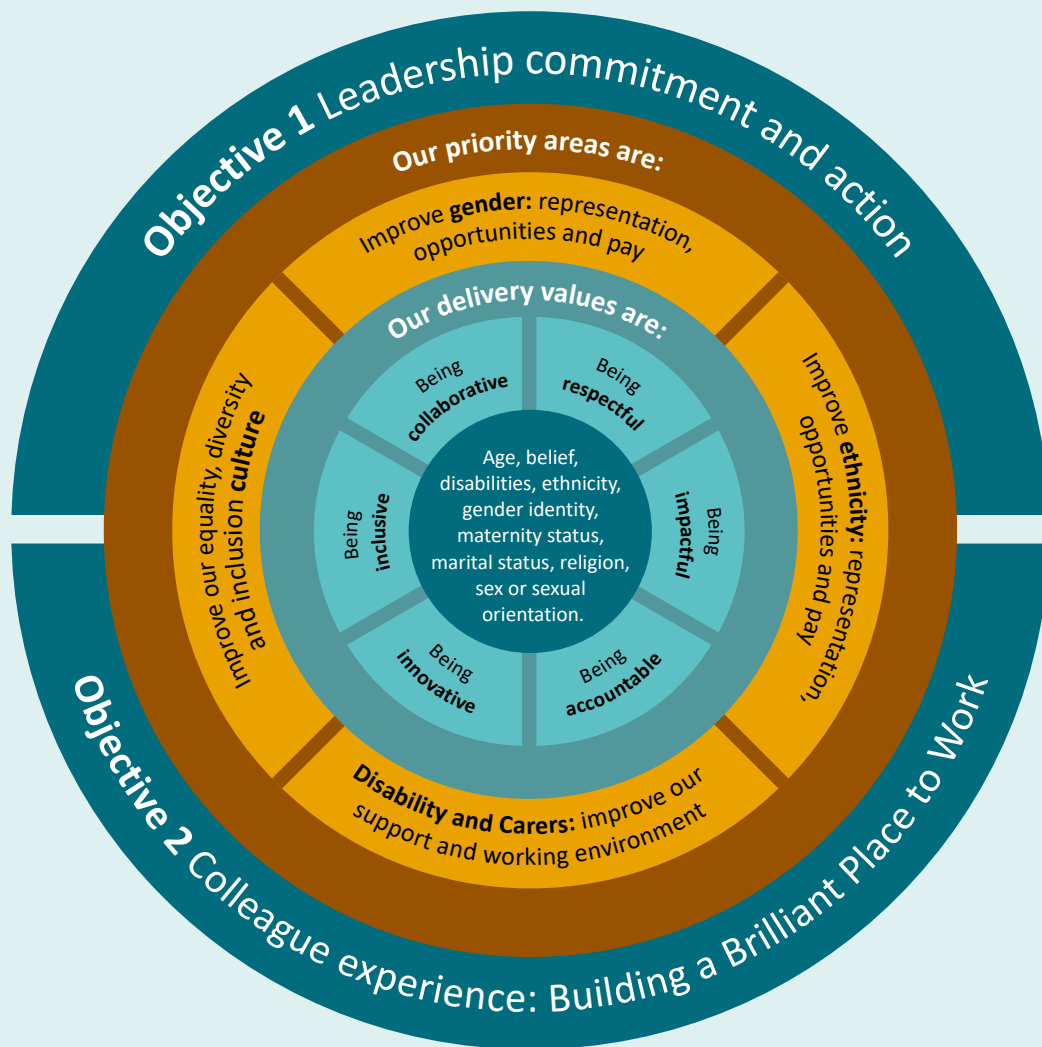 Objective 1 Leadership commitment and action
Our priority areas are:
Improve gender: representation,
opportunities and pay
Improve ethnicity: representation,
opportunities and pay
Disability and Carers: improve our
support and working environment
Improve our equality, diversity
and inclusion culture
Our delivery values are:
Being
collaborative
Being
respectful
Being
impactful
Being
accountable
Being
innovative
Being
inclusive
Age, belief,
disabilities, ethnicity,
gender identity,
maternity status,
marital status, religion,
sex or sexual
orientation.
Objective 2 Colleague experience: Building a Brilliant Place to Work